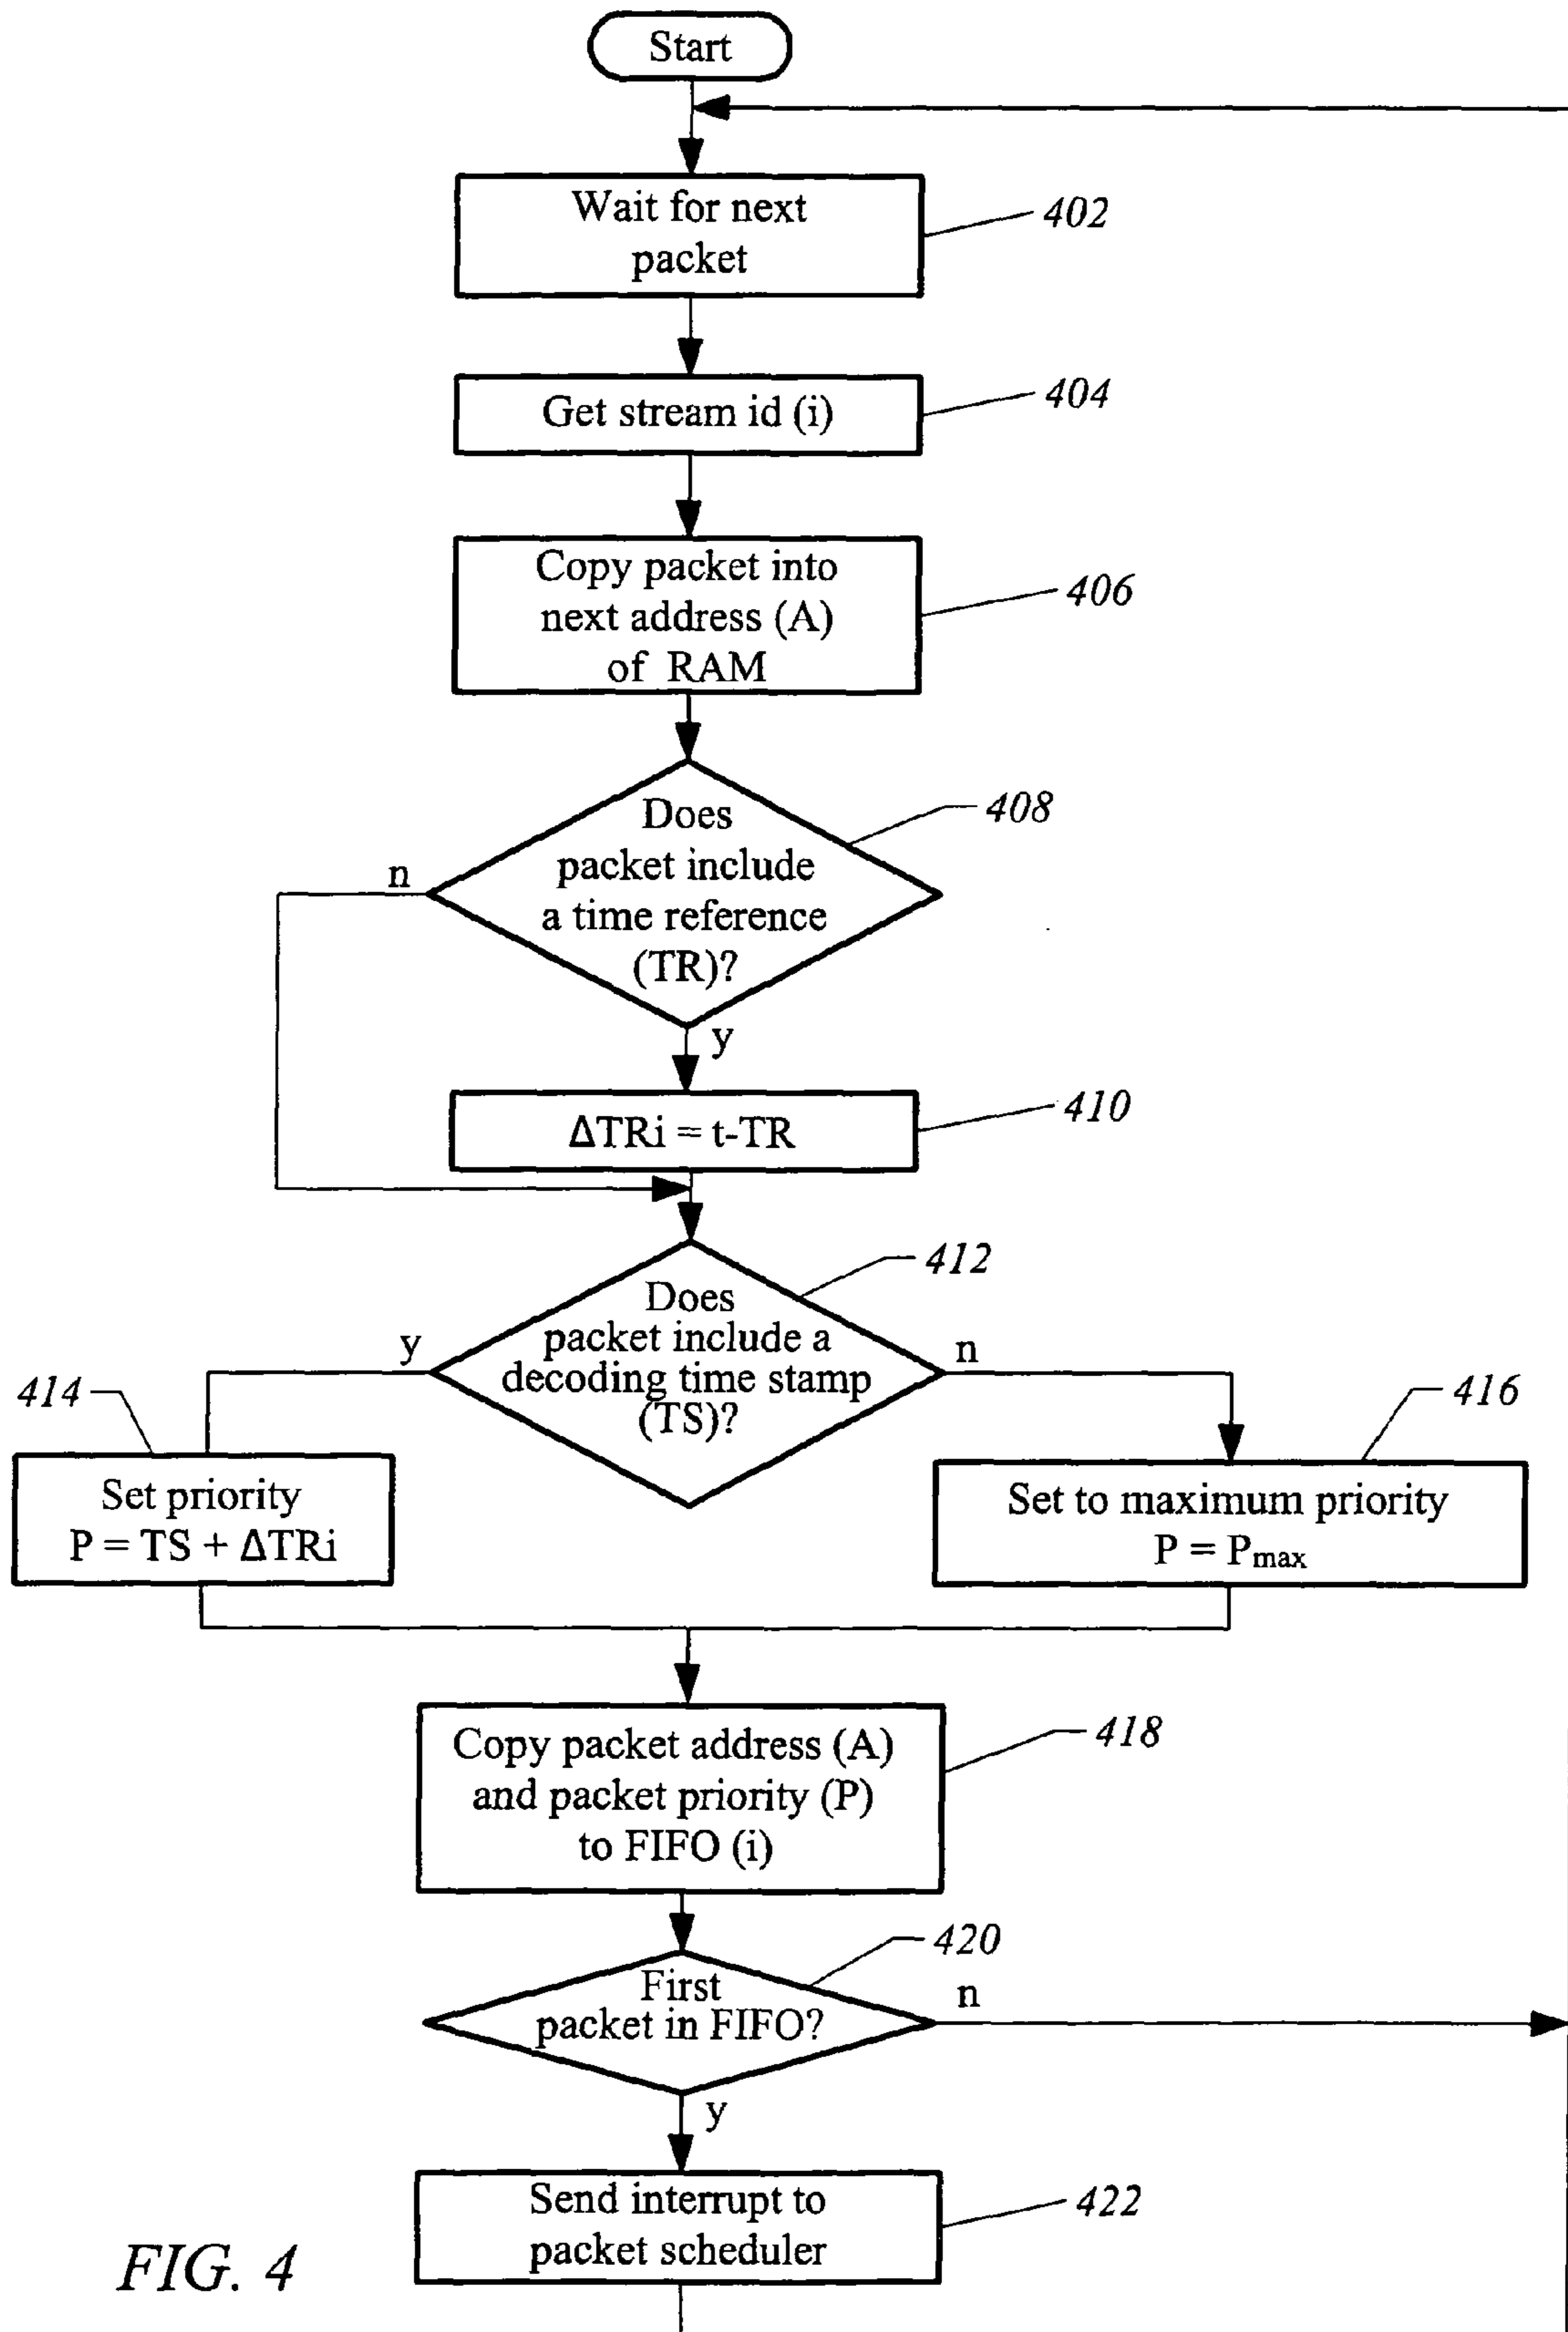 Start
Wait for next
packet
402
Get stream id (i)
404
Copy packet into
next address (A)
of RAM
406
Does
packet include
a time reference
(TR)?
408
n
y
ΔTRi = t-TR
410
Does
packet include a
decoding time stamp
(TS)?
412
y
n
414
Set priority
P = TS + ΔTRi
416
Set to maximum priority
P = Pmax
Copy packet address (A)
and packet priority (P)
to FIFO (i)
418
First
packet in FIFO?
420
n
y
Send interrupt to
packet scheduler
422
FIG. 4